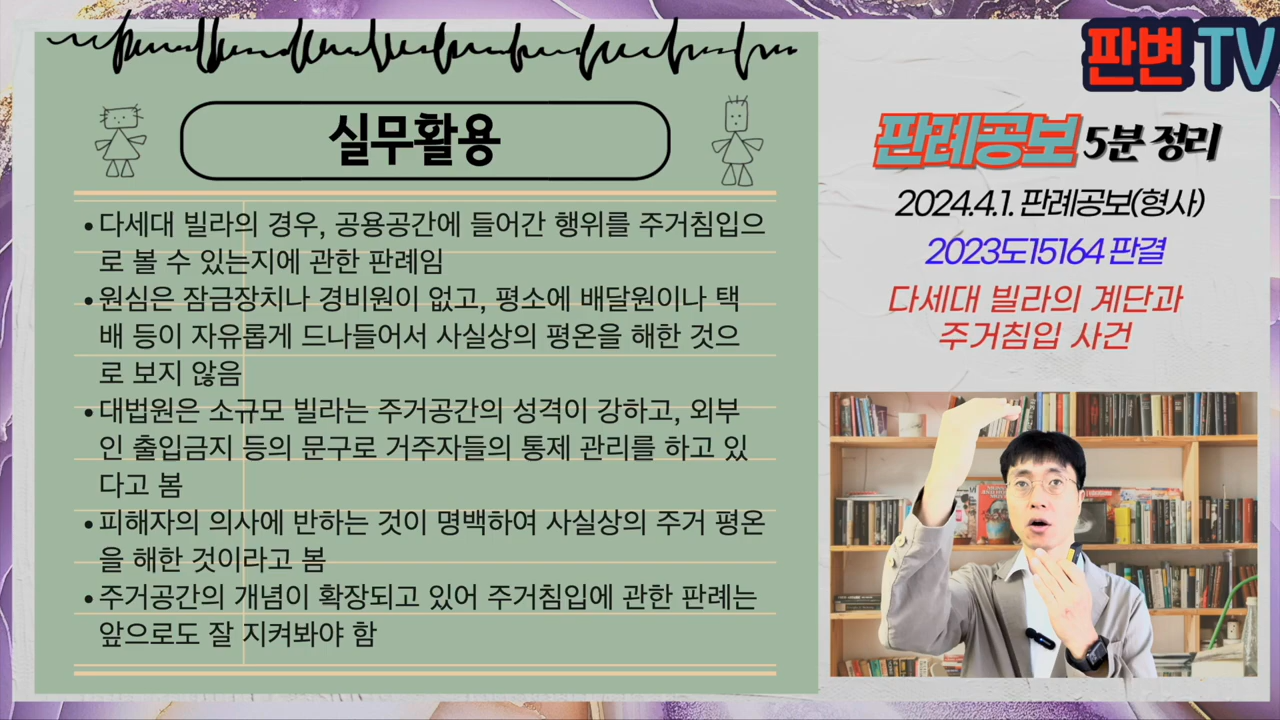 실무활용
• 다세대 빌라의 경우, 공용공간에 들어간 행위를 주거침입으
로 볼 수 있는지에 관한 판례임
• 원심은 잠금장치나 경비원이 없고, 평소에 배달원이나 택
배 등이 자유롭게 드나들어서 사실상의 평온을 해한 것으
로 보지 않음
• 대법원은 소규모 빌라는 주거공간의 성격이 강하고, 외부
인 출입금지 등의 문구로 거주자들의 통제 관리를 하고 있
다고 봄
• 피해자의 의사에 반하는 것이 명백하여 사실상의 주거 평온
을 해한 것이라고 봄
• 주거공간의 개념이 확장되고 있어 주거침입에 관한 판례는
앞으로도 잘 지켜봐야 함
판변 TV
판례공보 5분 정리
2024.4.1. 판례공보(형사)
2023도15164 판결
다세대 빌라의 계단과
주거침입 사건